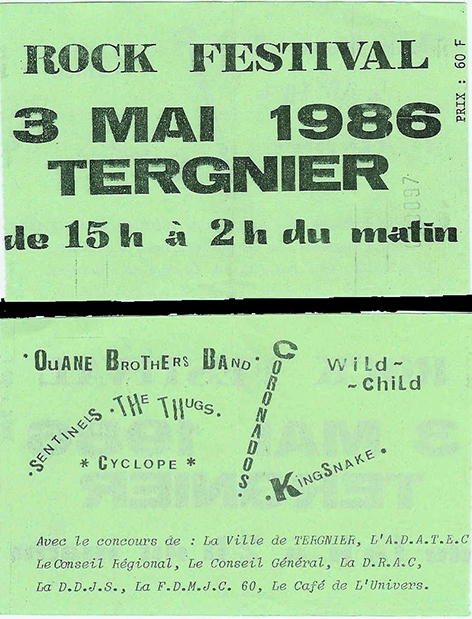 ROCK FESTIVAL
PRIX : 60 F
3 MAI 1986
TERGNIER
de 15h à 2h du matin
· OUANE BROTHERS BAND ·
CORONADOS ·
WILD~
~CHILD
· SENTINELS ·
THE THUGS.
* CYCLOPE *
KINGSNAKE ·
Avec le concours de : La Ville de TERGNIER, L'A.D.A.T.E.C
Le Conseil Régional, Le Conseil Général, La D.R.A.C,
La D.D.J.S., La F.D.M.J.C. 60, Le Café de L'Univers.